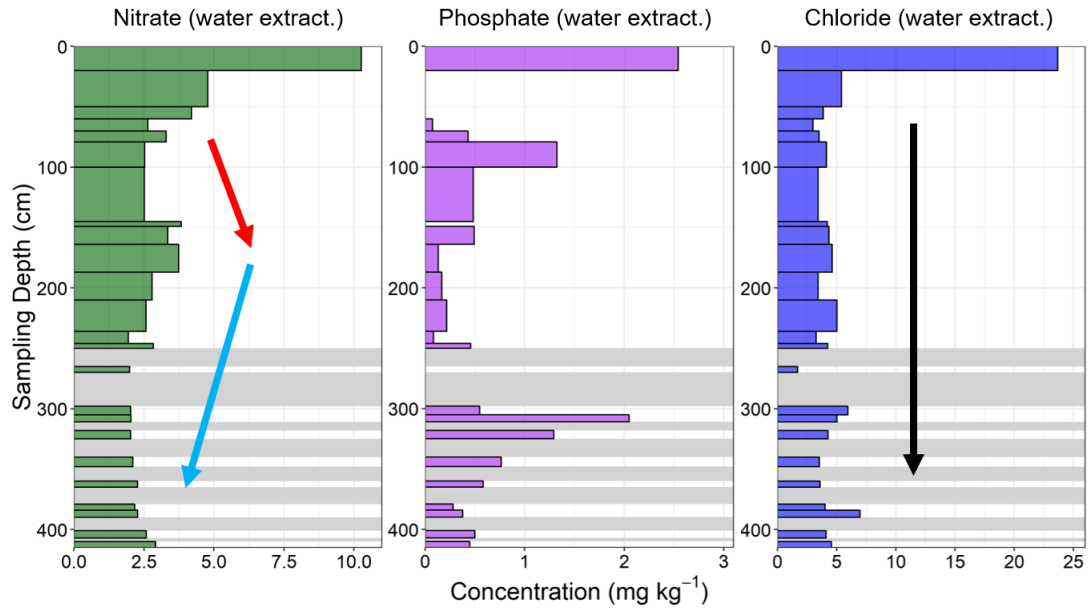 Nitrate (water extract.) Phosphate (water extract.) Chloride (water extract.)
0 0 0
100 100 100
200 200 200
300 300 300
400 400 400
Sampling Depth (cm)
0.0 2.5 5.0 7.5 10.0 0 1 2 3 0 5 10 15 20 25
Concentration (mg kg⁻¹)